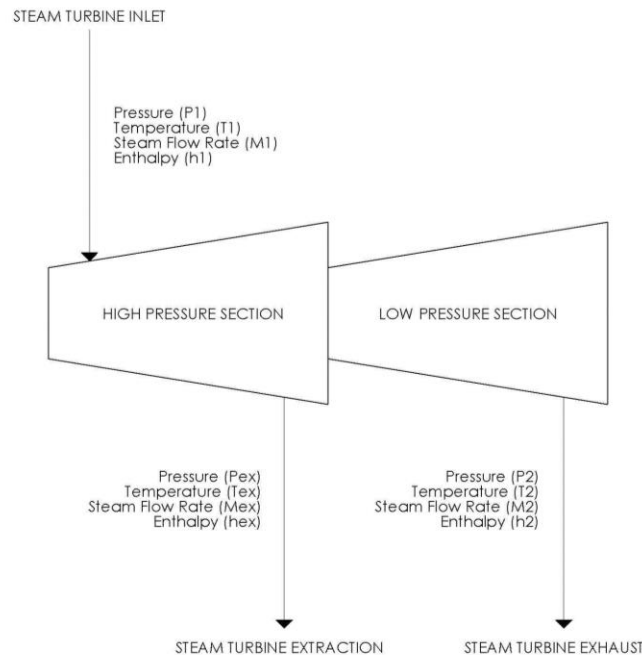 STEAM TURBINE INLET
Pressure (P1)
Temperature (T1)
Steam Flow Rate (M1)
Enthalpy (h1)
HIGH PRESSURE SECTION
LOW PRESSURE SECTION
Pressure (Pex)
Temperature (Tex)
Steam Flow Rate (Mex)
Enthalpy (hex)
Pressure (P2)
Temperature (T2)
Steam Flow Rate (M2)
Enthalpy (h2)
STEAM TURBINE EXTRACTION
STEAM TURBINE EXHAUST